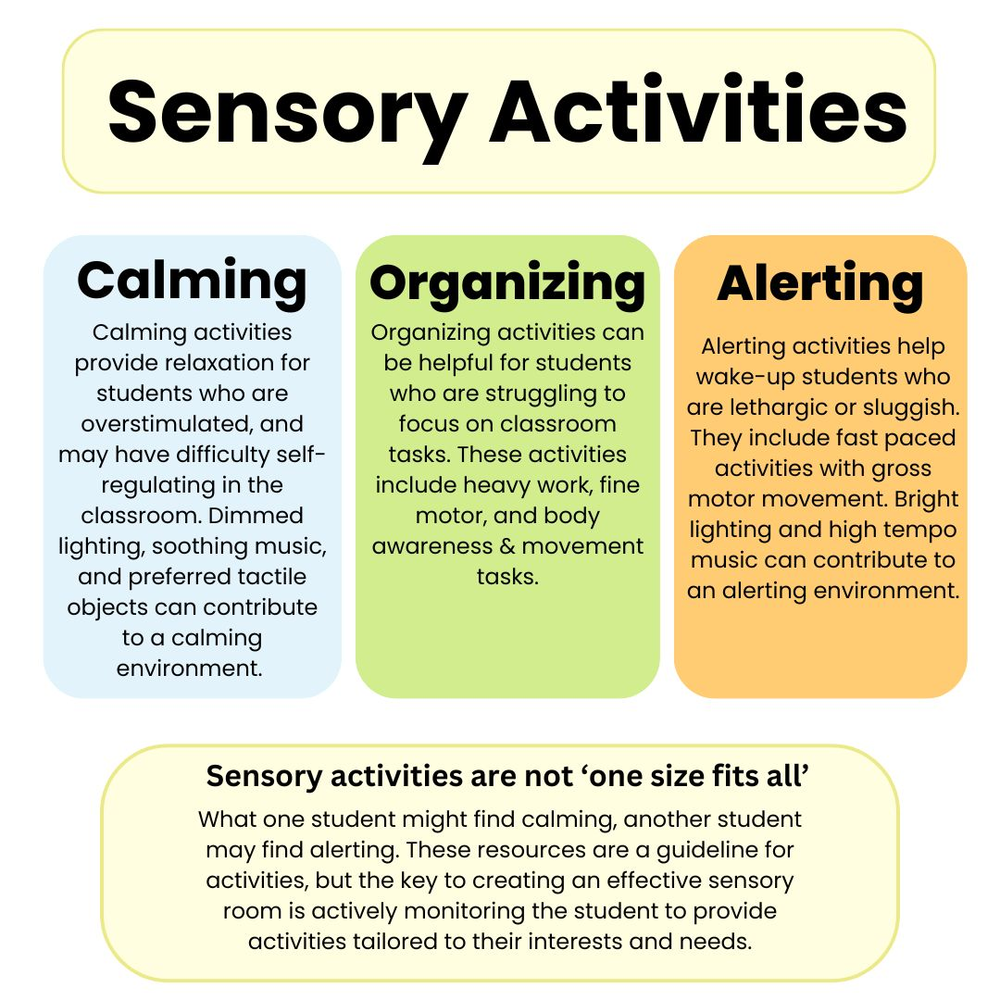 Sensory Activities
Calming
Calming activities
provide relaxation for
students who are
overstimulated, and
may have difficulty self-
regulating in the
classroom. Dimmed
lighting, soothing music,
and preferred tactile
objects can contribute
to a calming
environment.
Organizing
Organizing activities can
be helpful for students
who are struggling to
focus on classroom
tasks. These activities
include heavy work, fine
motor, and body
awareness & movement
tasks.
Alerting
Alerting activities help
wake-up students who
are lethargic or sluggish.
They include fast paced
activities with gross
motor movement. Bright
lighting and high tempo
music can contribute to
an alerting environment.
Sensory activities are not ‘one size fits all’
What one student might find calming, another student
may find alerting. These resources are a guideline for
activities, but the key to creating an effective sensory
room is actively monitoring the student to provide
activities tailored to their interests and needs.